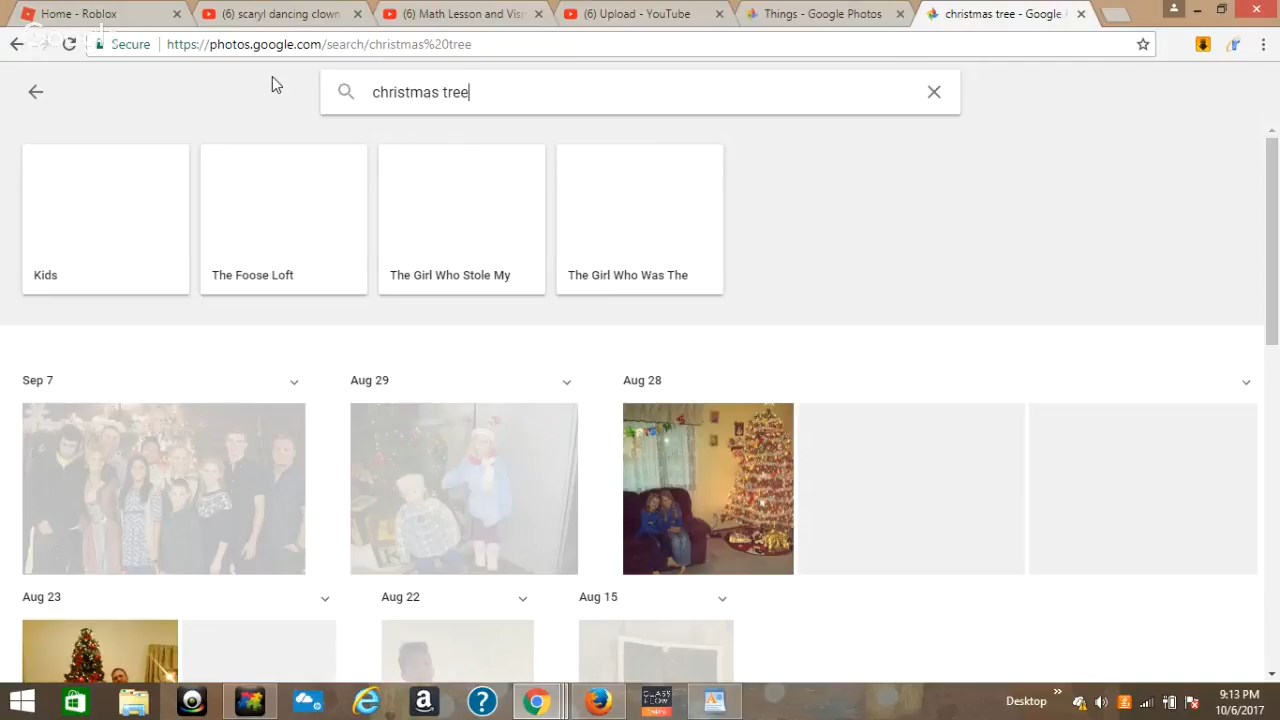 Home - Roblox
(6) scaryl dancing clown
(6) Math Lesson and Visi
(6) Upload - YouTube
Things - Google Photos
christmas tree - Google
Secure
https://photos.google.com/search/christmas%20tree
christmas tree
Kids
The Foose Loft
The Girl Who Stole My
The Girl Who Was The
Sep 7
Aug 29
Aug 28
Aug 23
Aug 22
Aug 15
a
?
CLASS
FLOW
Desktop
9:13 PM
10/6/2017